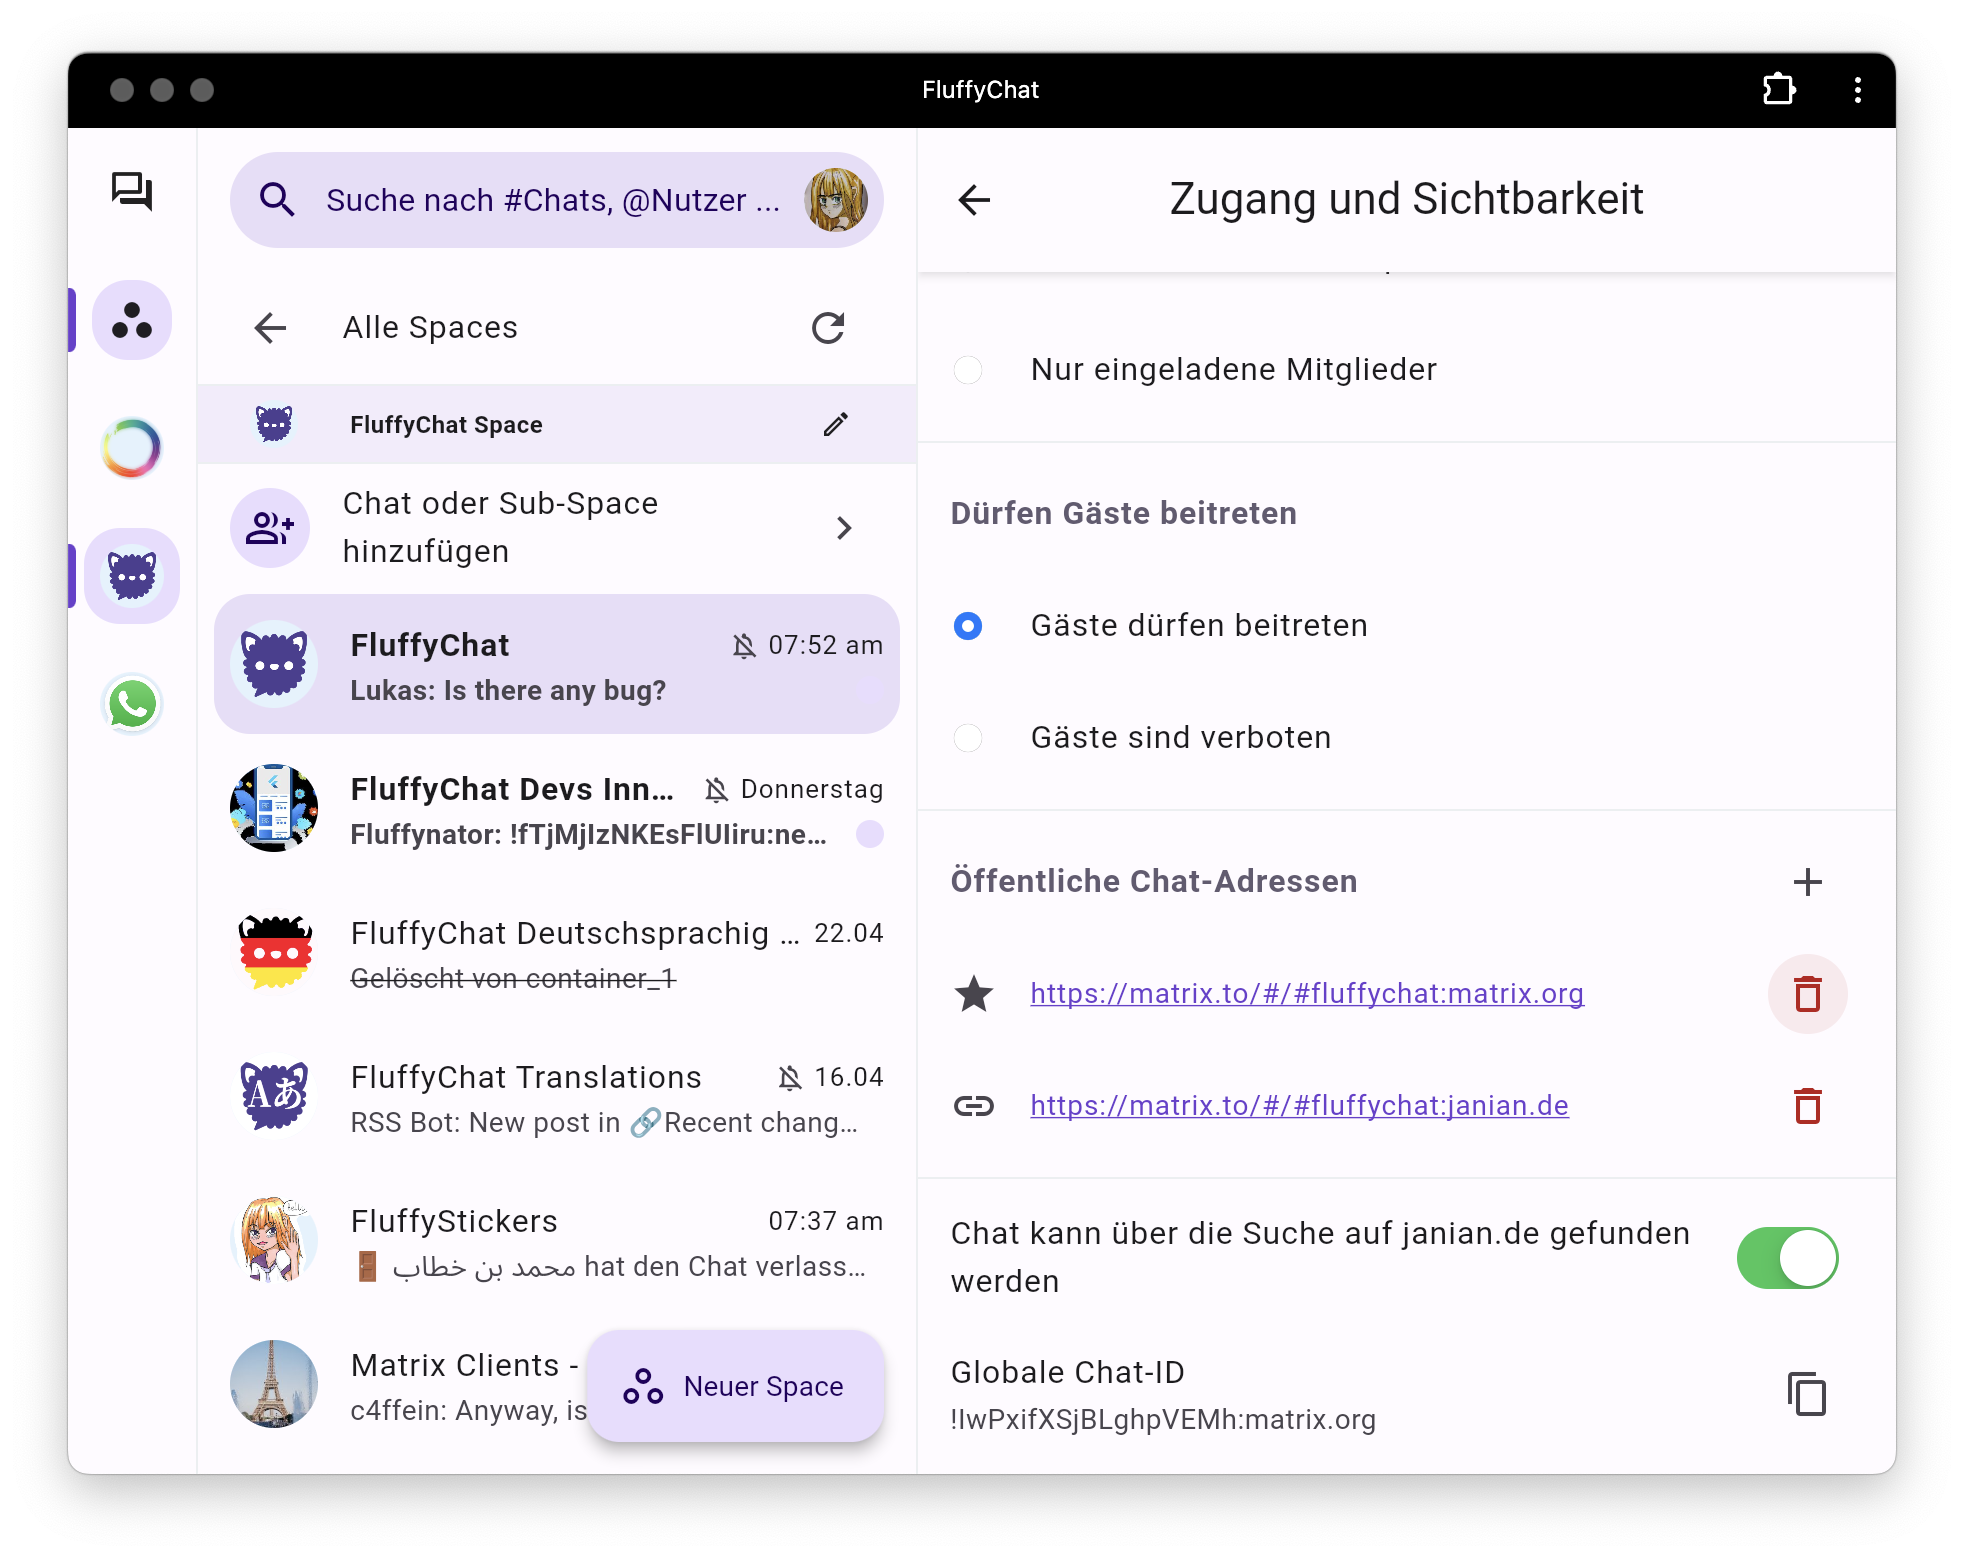 FluffyChat
Suche nach #Chats, @Nutzer ...
Alle Spaces
FluffyChat Space
Chat oder Sub-Space
hinzufügen
FluffyChat
07:52 am
Lukas: Is there any bug?
FluffyChat Devs Inn...
Donnerstag
Fluffynator: !fTjMjIzNKEsFlUIiru:ne...
FluffyChat Deutschsprachig ...
22.04
Gelöscht von container_1
FluffyChat Translations
16.04
Aあ
RSS Bot: New post in 🔗Recent chang...
FluffyStickers
07:37 am
🚪 محمد بن خطاب hat den Chat verlass...
Matrix Clients -
c4ffein: Anyway, is
Neuer Space
Zugang und Sichtbarkeit
Nur eingeladene Mitglieder
Dürfen Gäste beitreten
Gäste dürfen beitreten
Gäste sind verboten
Öffentliche Chat-Adressen
https://matrix.to/#/#fluffychat:matrix.org
https://matrix.to/#/#fluffychat:janian.de
Chat kann über die Suche auf janian.de gefunden
werden
Globale Chat-ID
!IwPxifXSjBLghpVEMh:matrix.org